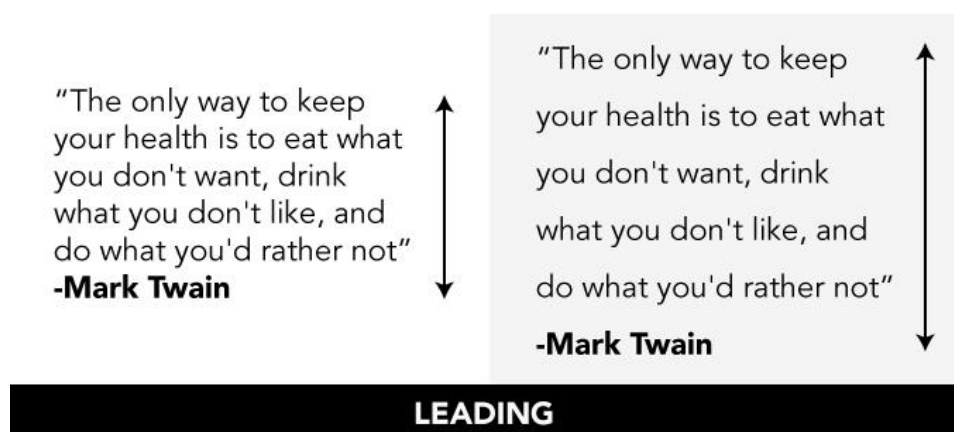 “The only way to keep
your health is to eat what
you don't want, drink
what you don't like, and
do what you'd rather not”
-Mark Twain
“The only way to keep
your health is to eat what
you don't want, drink
what you don't like, and
do what you'd rather not”
-Mark Twain
LEADING